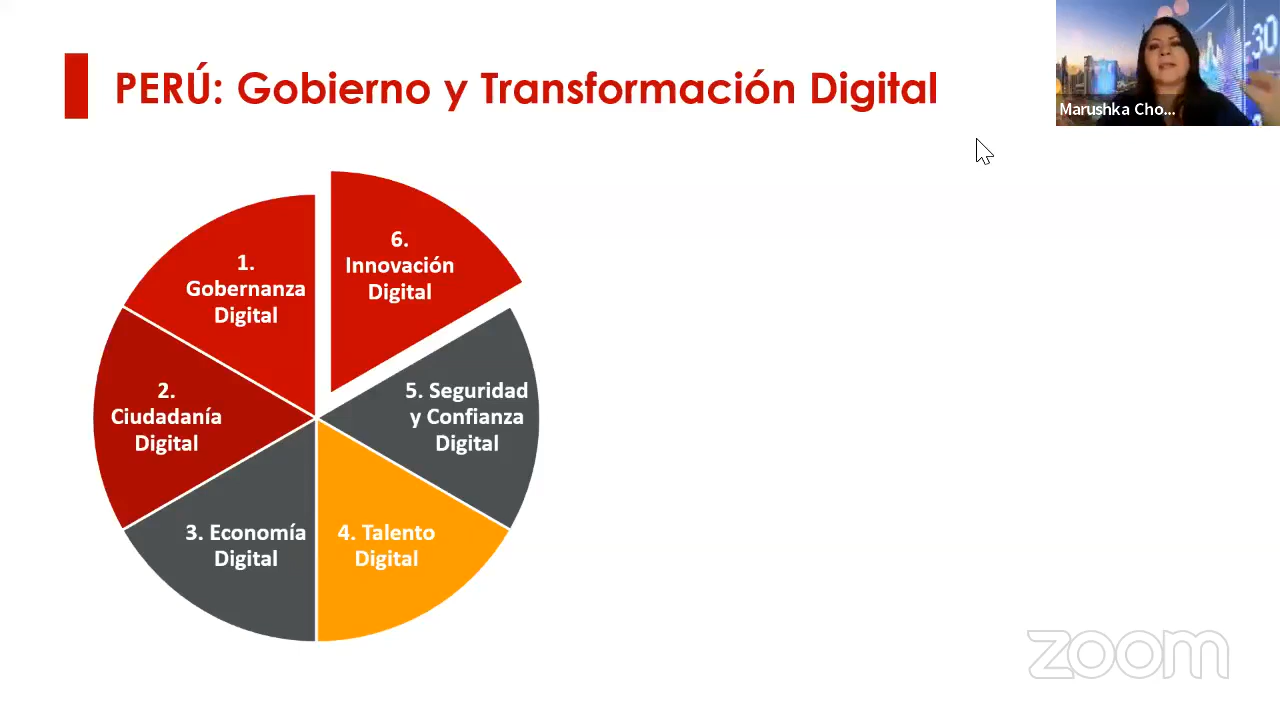 PERÚ: Gobierno y Transformación Digital
Marushka Cho...
6.
Innovación
Digital
1.
Gobernanza
Digital
5. Seguridad
y Confianza
Digital
2.
Ciudadanía
Digital
3. Economía
Digital
4. Talento
Digital
30
zoom